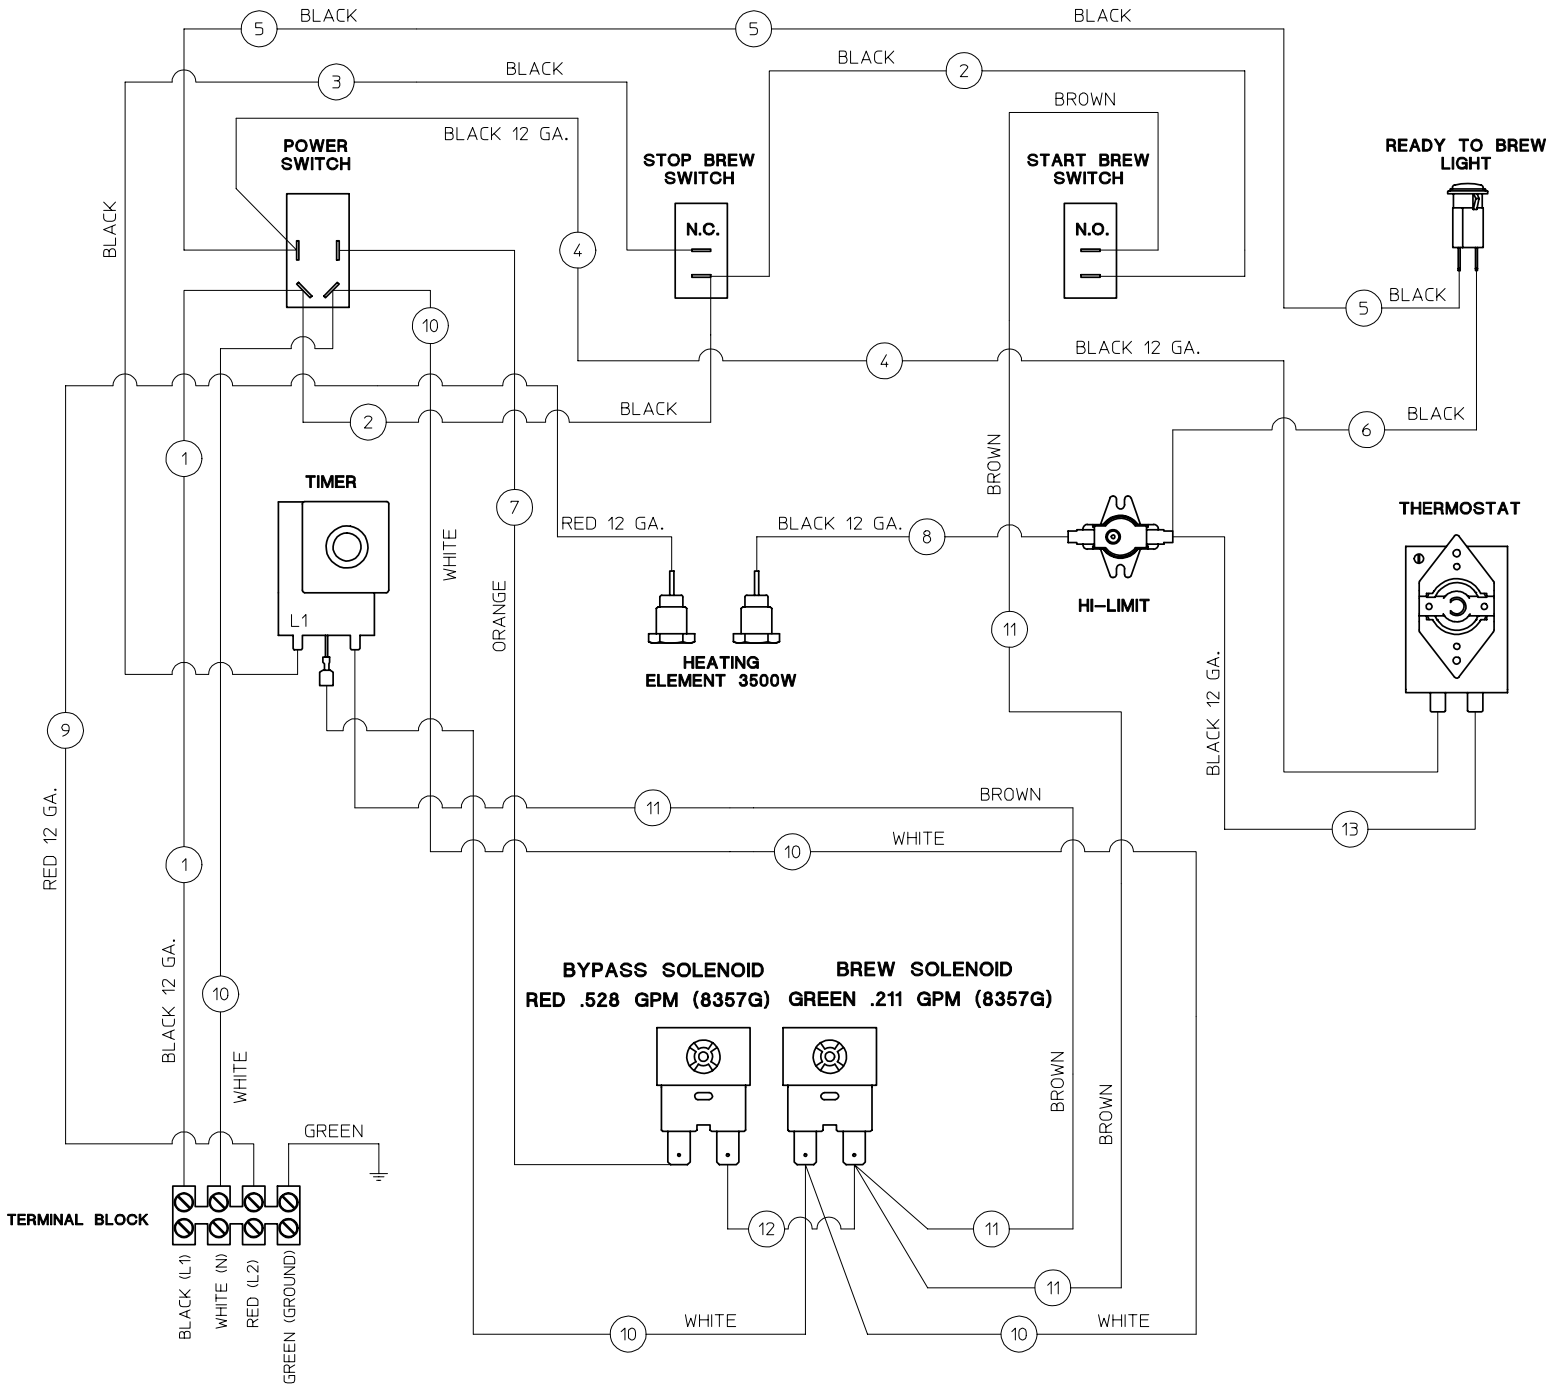 5
BLACK
5
BLACK
3
BLACK
BLACK
2
BROWN
BLACK 12 GA.
POWER
SWITCH
STOP BREW
SWITCH
START BREW
SWITCH
READY TO BREW
LIGHT
BLACK
N.C.
N.O.
4
5
BLACK
10
4
BLACK 12 GA.
2
BLACK
6
BLACK
1
BROWN
TIMER
7
WHITE
RED 12 GA.
BLACK 12 GA.
8
THERMOSTAT
ORANGE
HI-LIMIT
L1
11
HEATING
ELEMENT 3500W
BLACK 12 GA.
9
RED 12 GA.
11
BROWN
13
10
WHITE
1
BLACK 12 GA.
10
WHITE
BYPASS SOLENOID
BREW SOLENOID
RED .528 GPM (8357G)
GREEN .211 GPM (8357G)
BROWN
BROWN
GREEN
TERMINAL BLOCK
12
11
11
BLACK (L1)
WHITE (N)
RED (L2)
GREEN (GROUND)
10
WHITE
10
WHITE